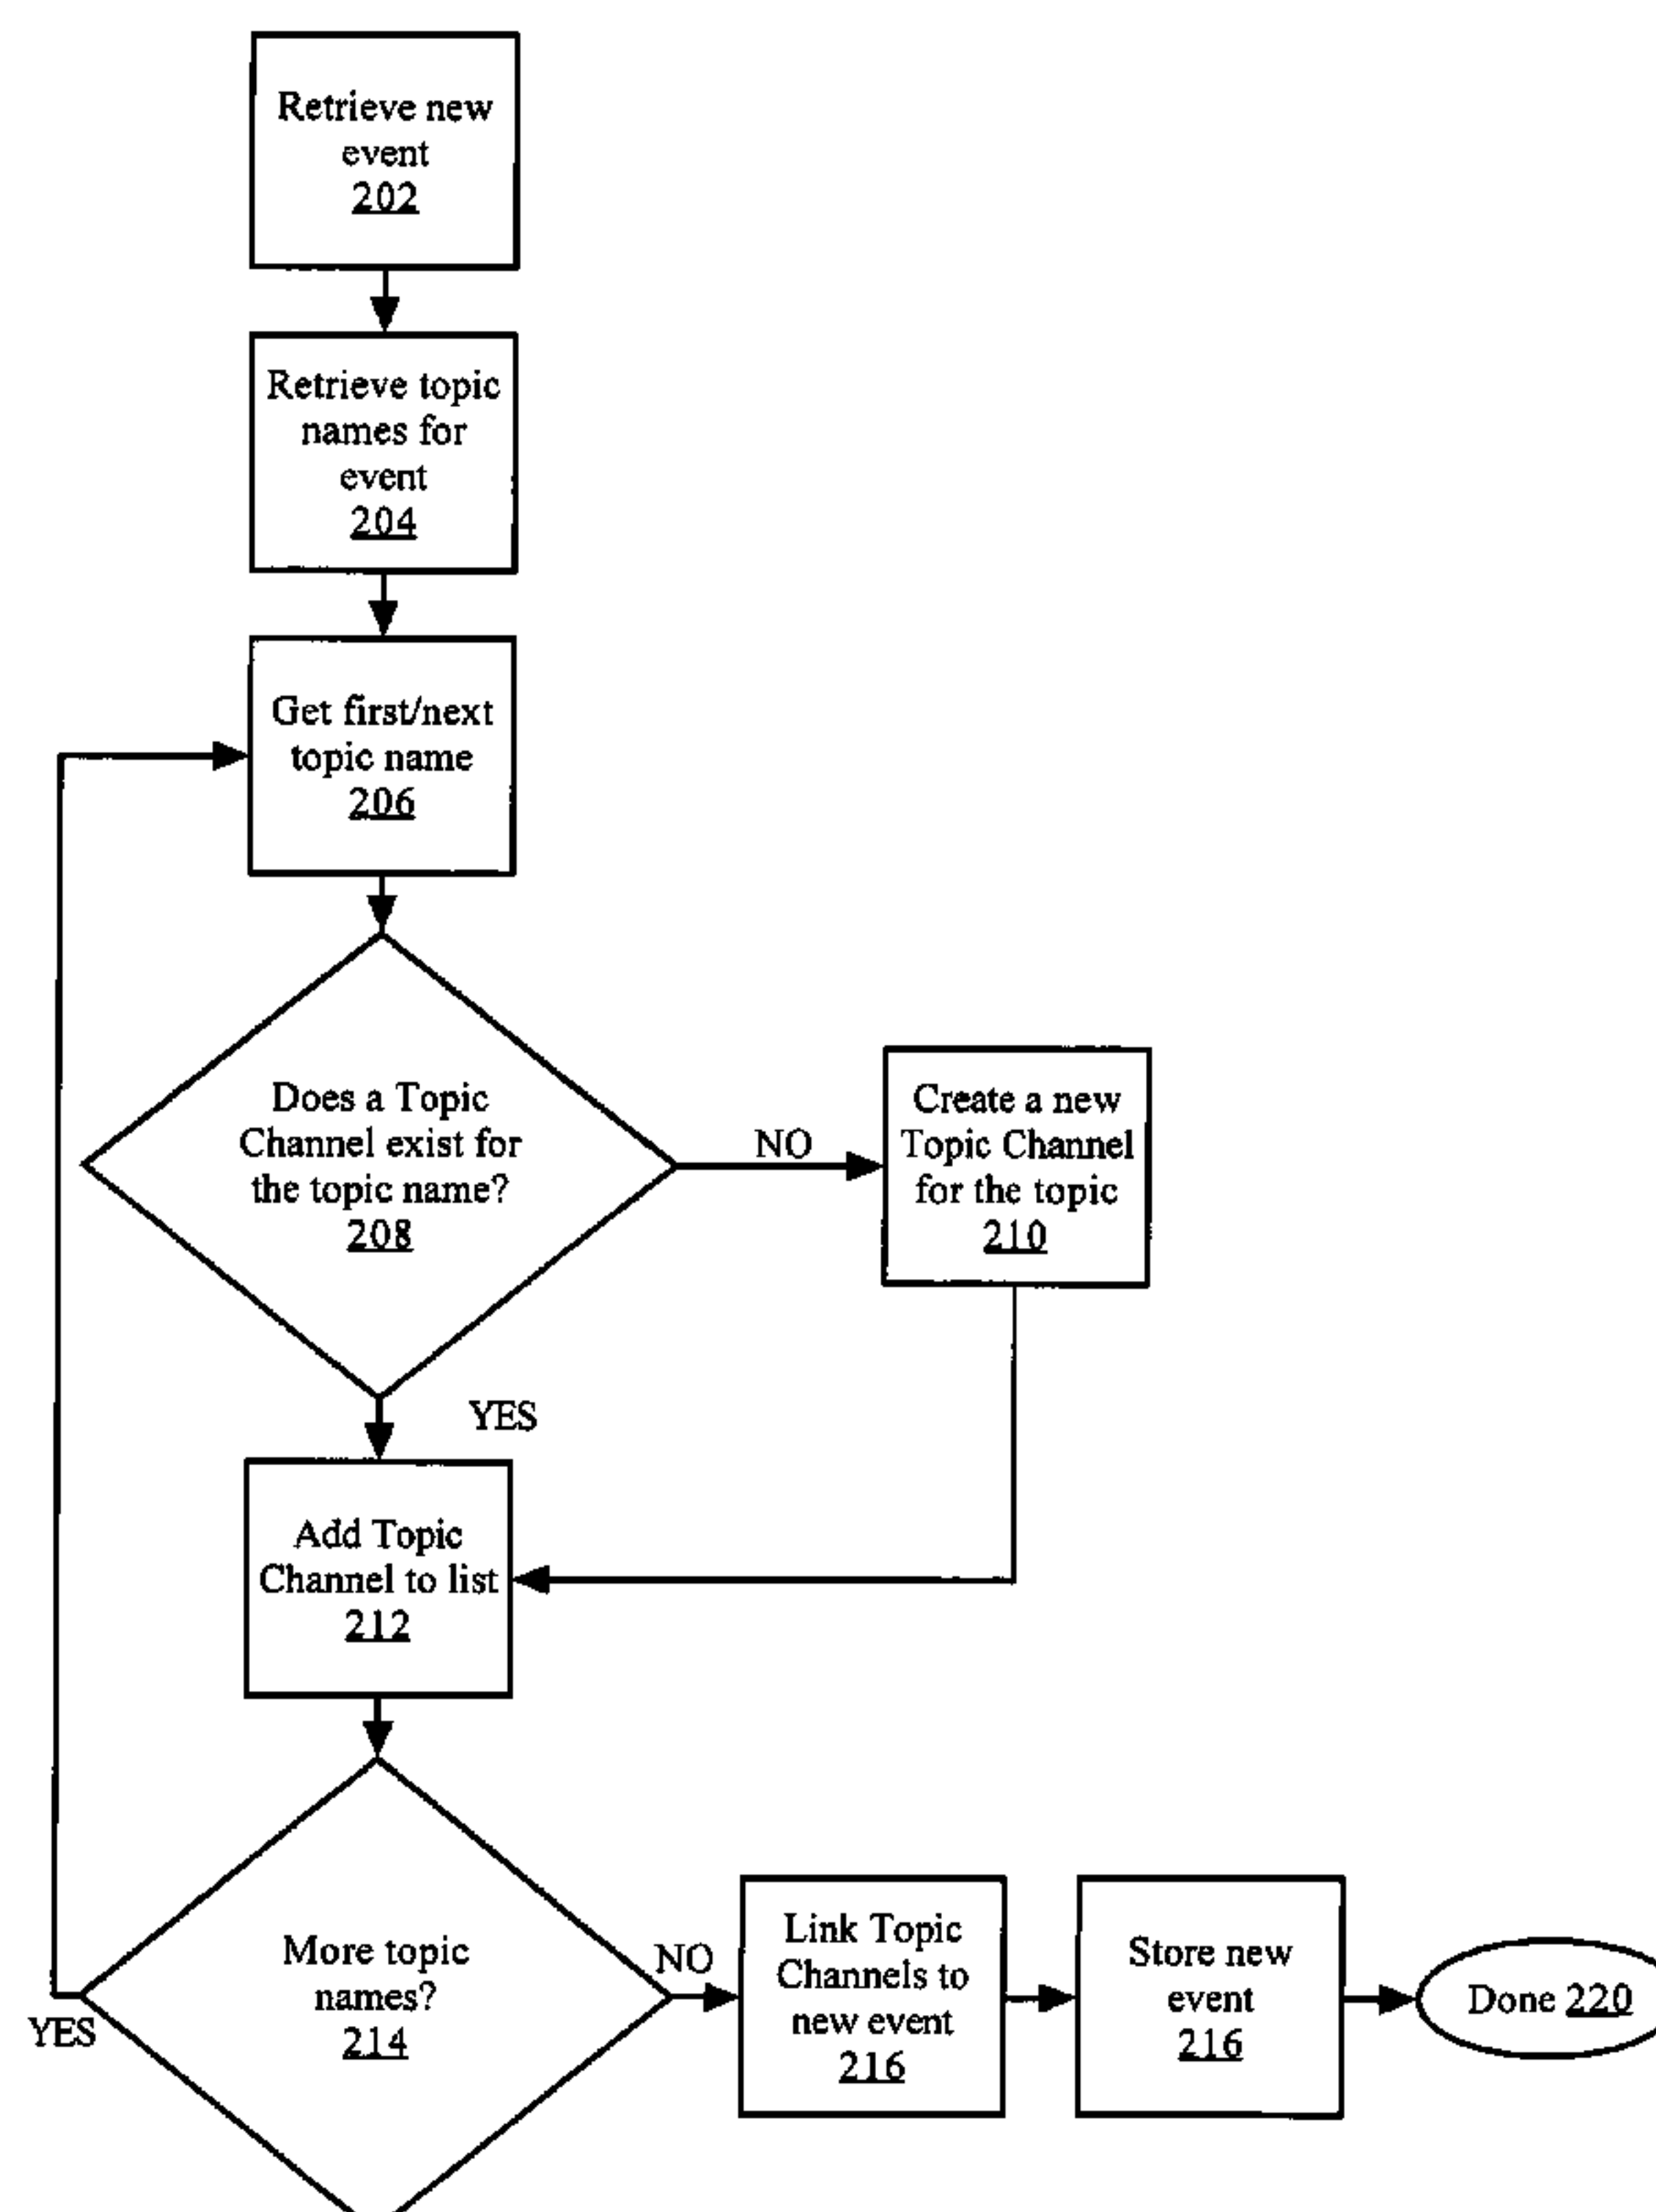 Retrieve new
event
202
Retrieve topic
names for
event
204
Get first/next
topic name
206
Does a Topic
Channel exist for
the topic name?
208
NO
Create a new
Topic Channel
for the topic
210
YES
Add Topic
Channel to list
212
More topic
names?
214
YES
NO
Link Topic
Channels to
new event
216
Store new
event
216
Done 220